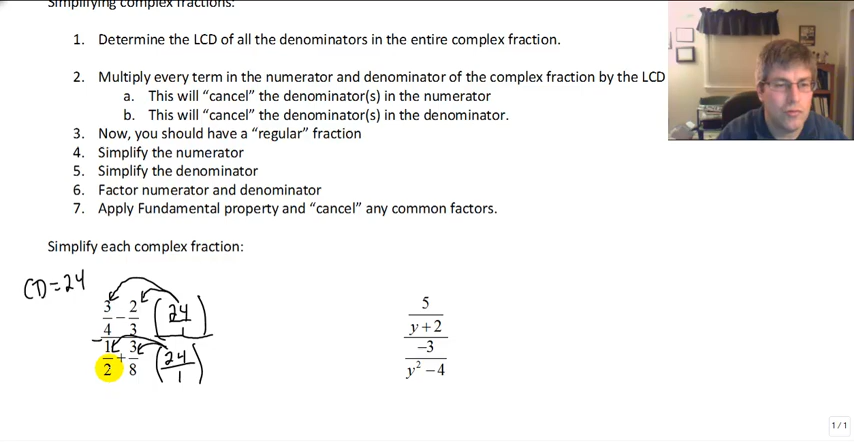 Simplifying complex fractions:
1. Determine the LCD of all the denominators in the entire complex fraction.
2. Multiply every term in the numerator and denominator of the complex fraction by the LCD
a. This will “cancel” the denominator(s) in the numerator
b. This will “cancel” the denominator(s) in the denominator.
3. Now, you should have a “regular” fraction
4. Simplify the numerator
5. Simplify the denominator
6. Factor numerator and denominator
7. Apply Fundamental property and “cancel” any common factors.
Simplify each complex fraction:
CD=24
3 2 (24
4 − 3 1)
1 3 (24
2 + 8 1)
5
y+2
−3
y² −4
1/1